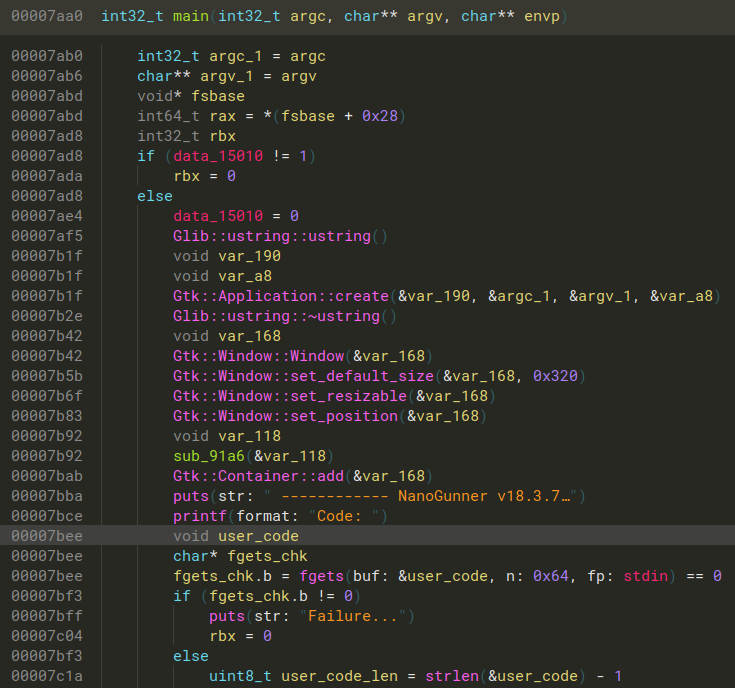 00007aa0 int32_t main(int32_t argc, char** argv, char** envp)
00007ab0 int32_t argc_1 = argc
00007ab6 char** argv_1 = argv
00007abd void* fsbase
00007abd int64_t rax = *(fsbase + 0x28)
00007ad8 int32_t rbx
00007ad8 if (data_15010 != 1)
00007ada rbx = 0
00007ad8 else
00007ae4 data_15010 = 0
00007af5 Glib::ustring::ustring()
00007b1f void var_190
00007b1f void var_a8
00007b1f Gtk::Application::create(&var_190, &argc_1, &argv_1, &var_a8)
00007b2e Glib::ustring::~ustring()
00007b42 void var_168
00007b42 Gtk::Window::Window(&var_168)
00007b5b Gtk::Window::set_default_size(&var_168, 0x320)
00007b6f Gtk::Window::set_resizable(&var_168)
00007b83 Gtk::Window::set_position(&var_168)
00007b92 void var_118
00007b92 sub_91a6(&var_118)
00007bab Gtk::Container::add(&var_168)
00007bba puts(str: " ------------ NanoGunner v18.3.7…")
00007bce printf(format: "Code: ")
00007bee void user_code
00007bee char* fgets_chk
00007bee fgets_chk.b = fgets(buf: &user_code, n: 0x64, fp: stdin) == 0
00007bf3 if (fgets_chk.b != 0)
00007bff puts(str: "Failure...")
00007c04 rbx = 0
00007bf3 else
00007c1a uint8_t user_code_len = strlen(&user_code) - 1